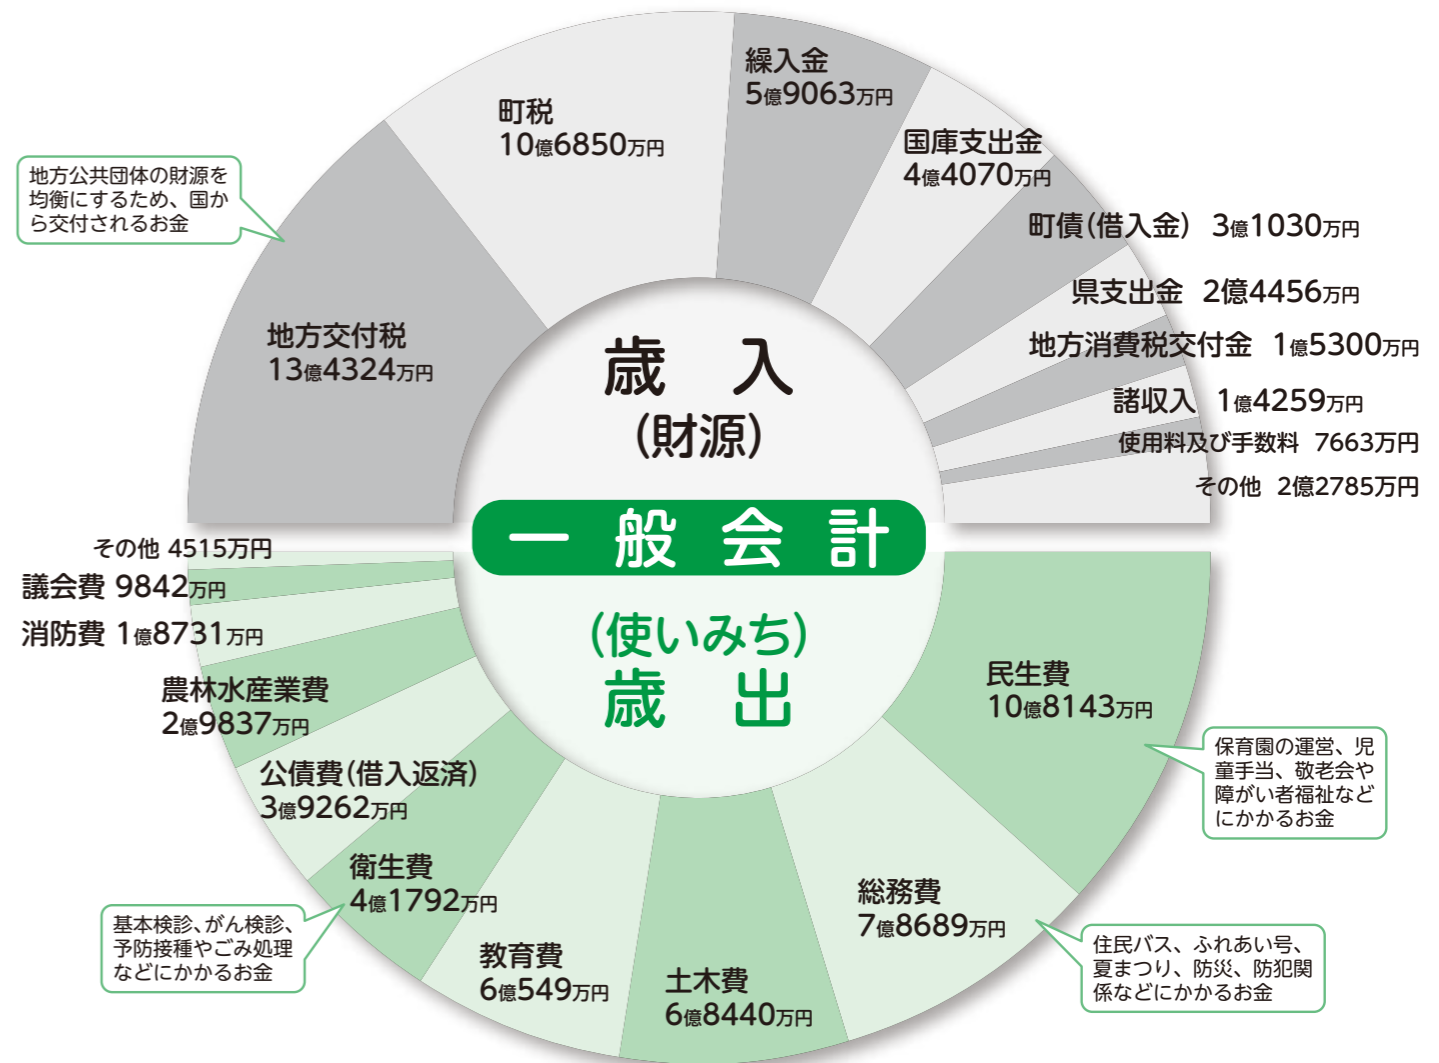 繰入金
5億9063万円
町税
10億6850万円
国庫支出金
4億4070万円
地方公共団体の財源を
均衡にするため、国か
ら交付されるお金
町債(借入金) 3億1030万円
県支出金 2億4456万円
地方交付税
13億4324万円
地方消費税交付金 1億5300万円
諸収入 1億4259万円
使用料及び手数料 7663万円
その他 2億2785万円
歳入
(財源)
一般会計
(使いみち)
歳出
その他 4515万円
議会費 9842万円
消防費 1億8731万円
農林水産業費
2億9837万円
公債費(借入返済)
3億9262万円
衛生費
4億1792万円
基本検診、がん検診、
予防接種やごみ処理
などにかかるお金
教育費
6億549万円
土木費
6億8440万円
総務費
7億8689万円
住民バス、ふれあい号、
夏まつり、防災、防犯関
係などにかかるお金
民生費
10億8143万円
保育園の運営、児
童手当、敬老会や
障がい者福祉など
にかかるお金